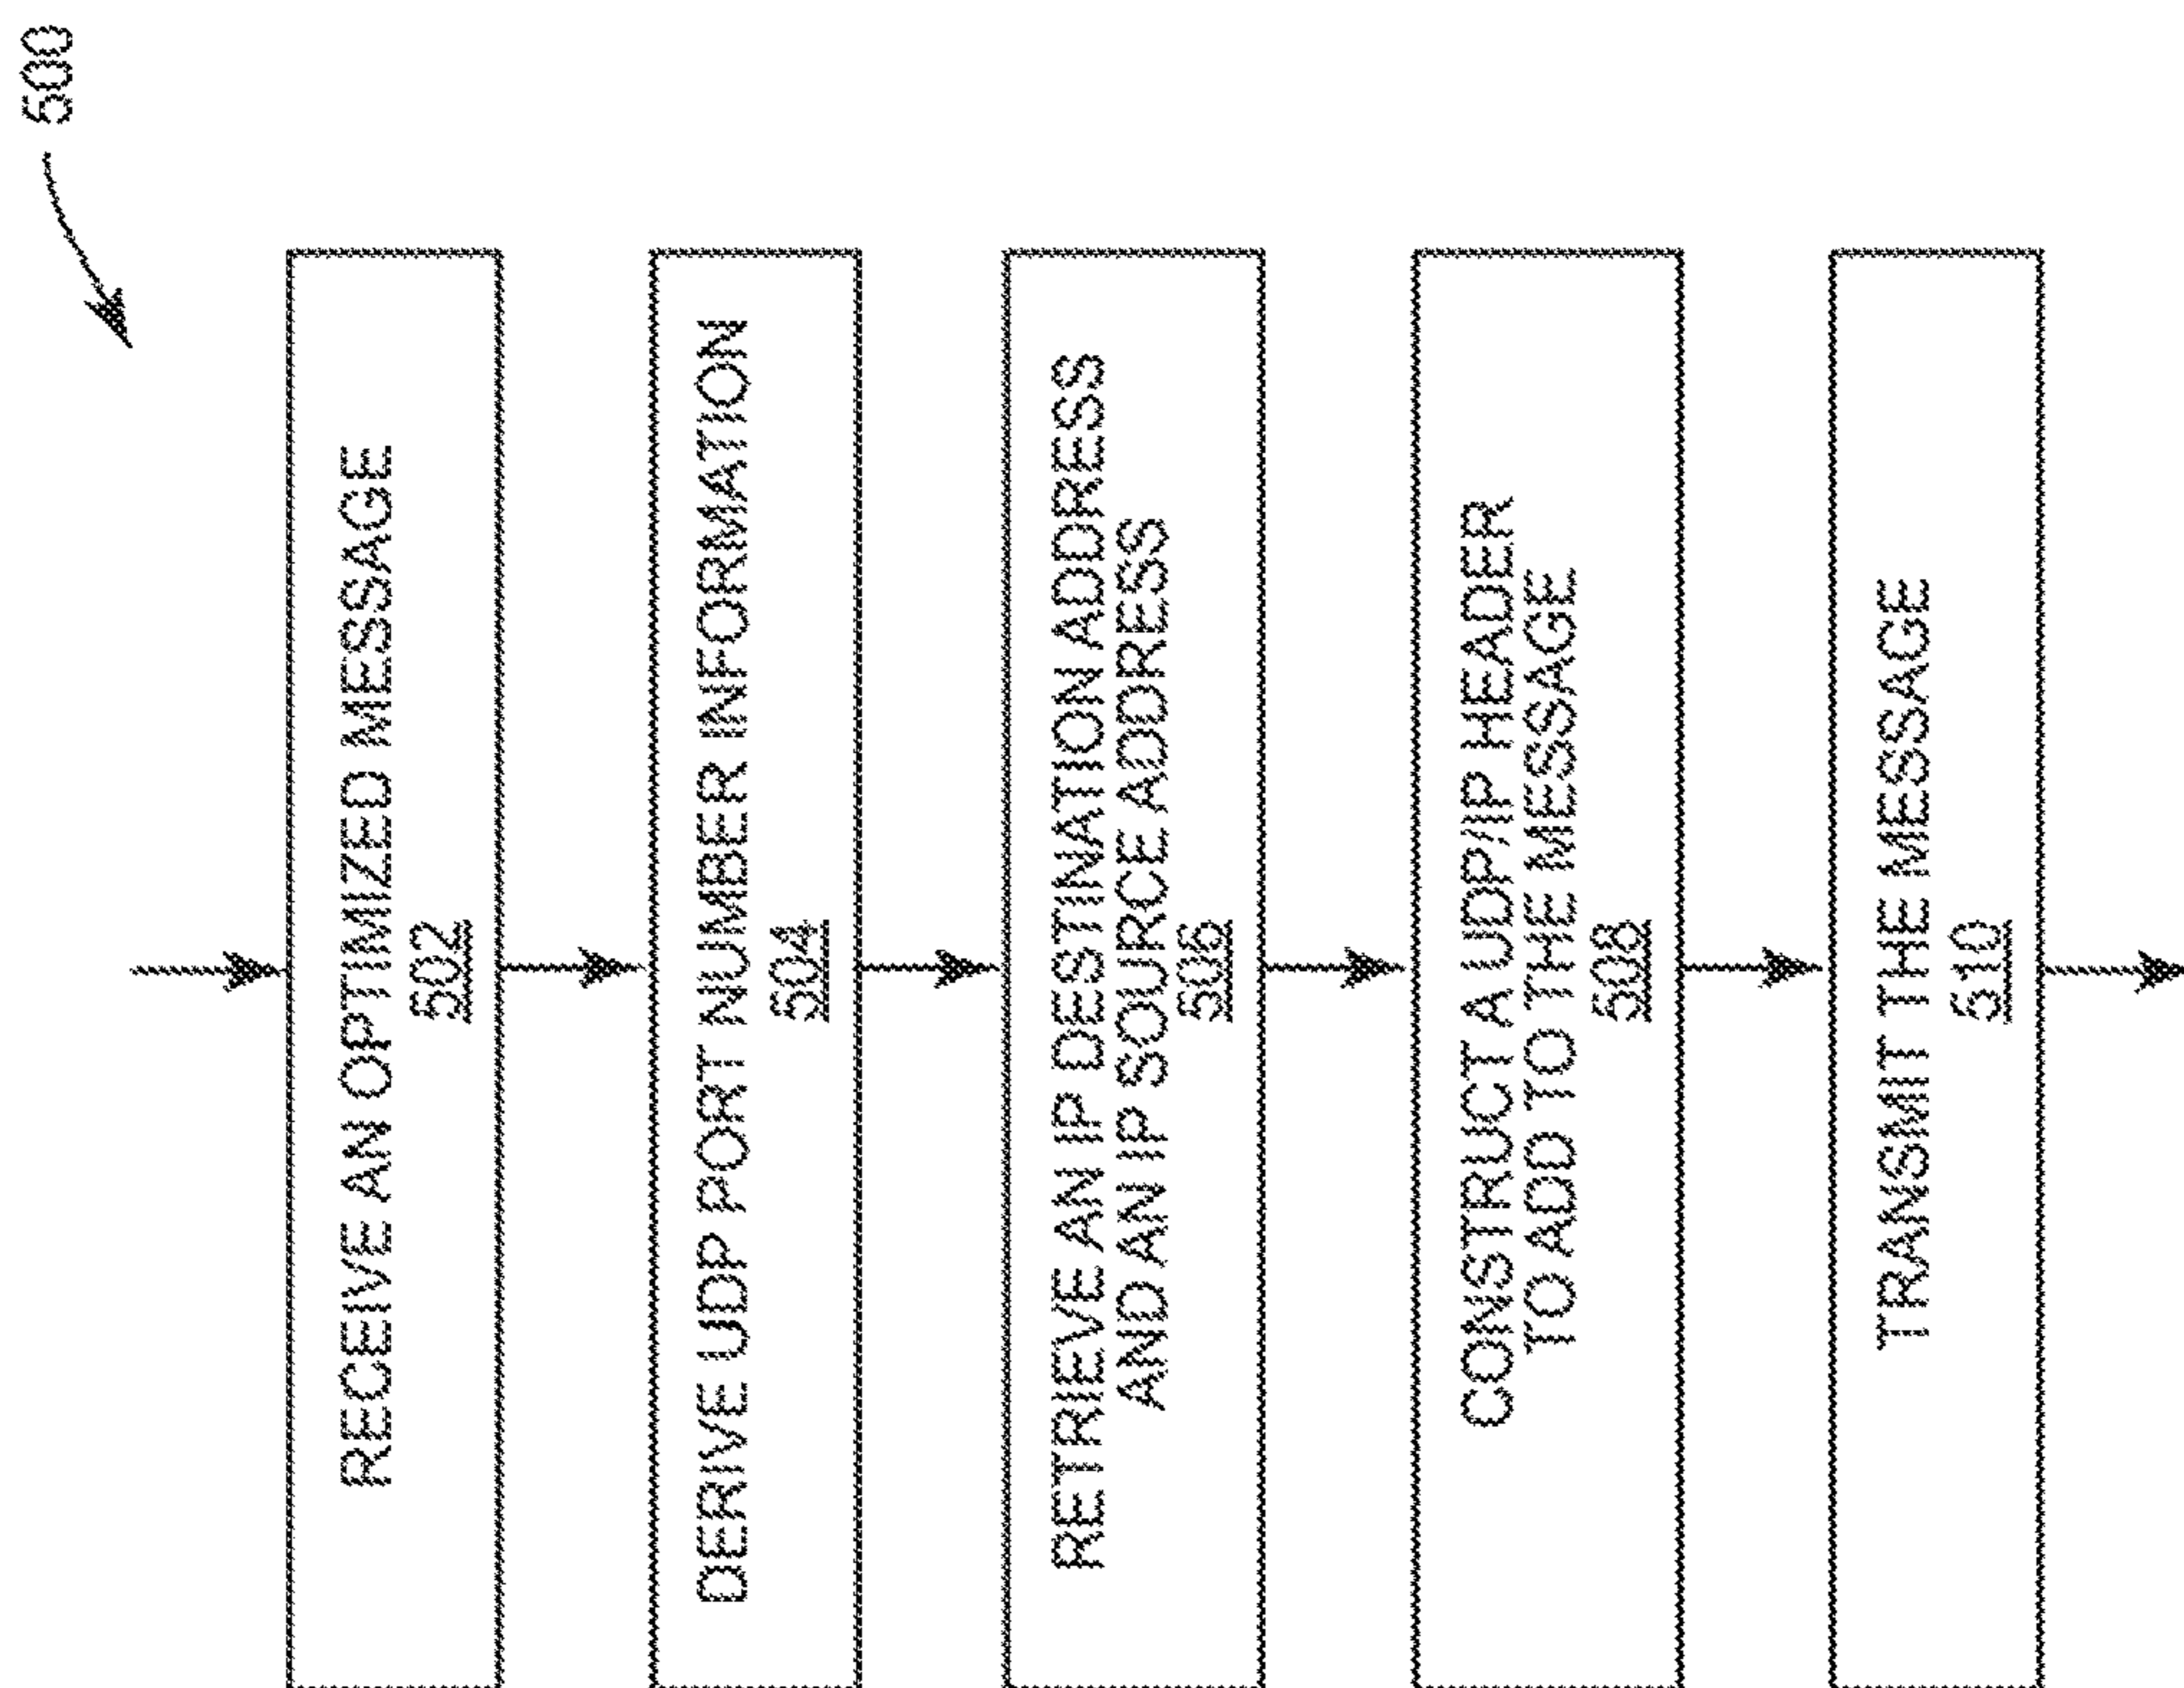 500
RECEIVE AN OPTIMIZED MESSAGE
502
DERIVE UDP PORT NUMBER INFORMATION
504
RETRIEVE AN IP DESTINATION ADDRESS
AND AN IP SOURCE ADDRESS
506
CONSTRUCT A UDP/IP HEADER
TO ADD TO THE MESSAGE
508
TRANSMIT THE MESSAGE
510